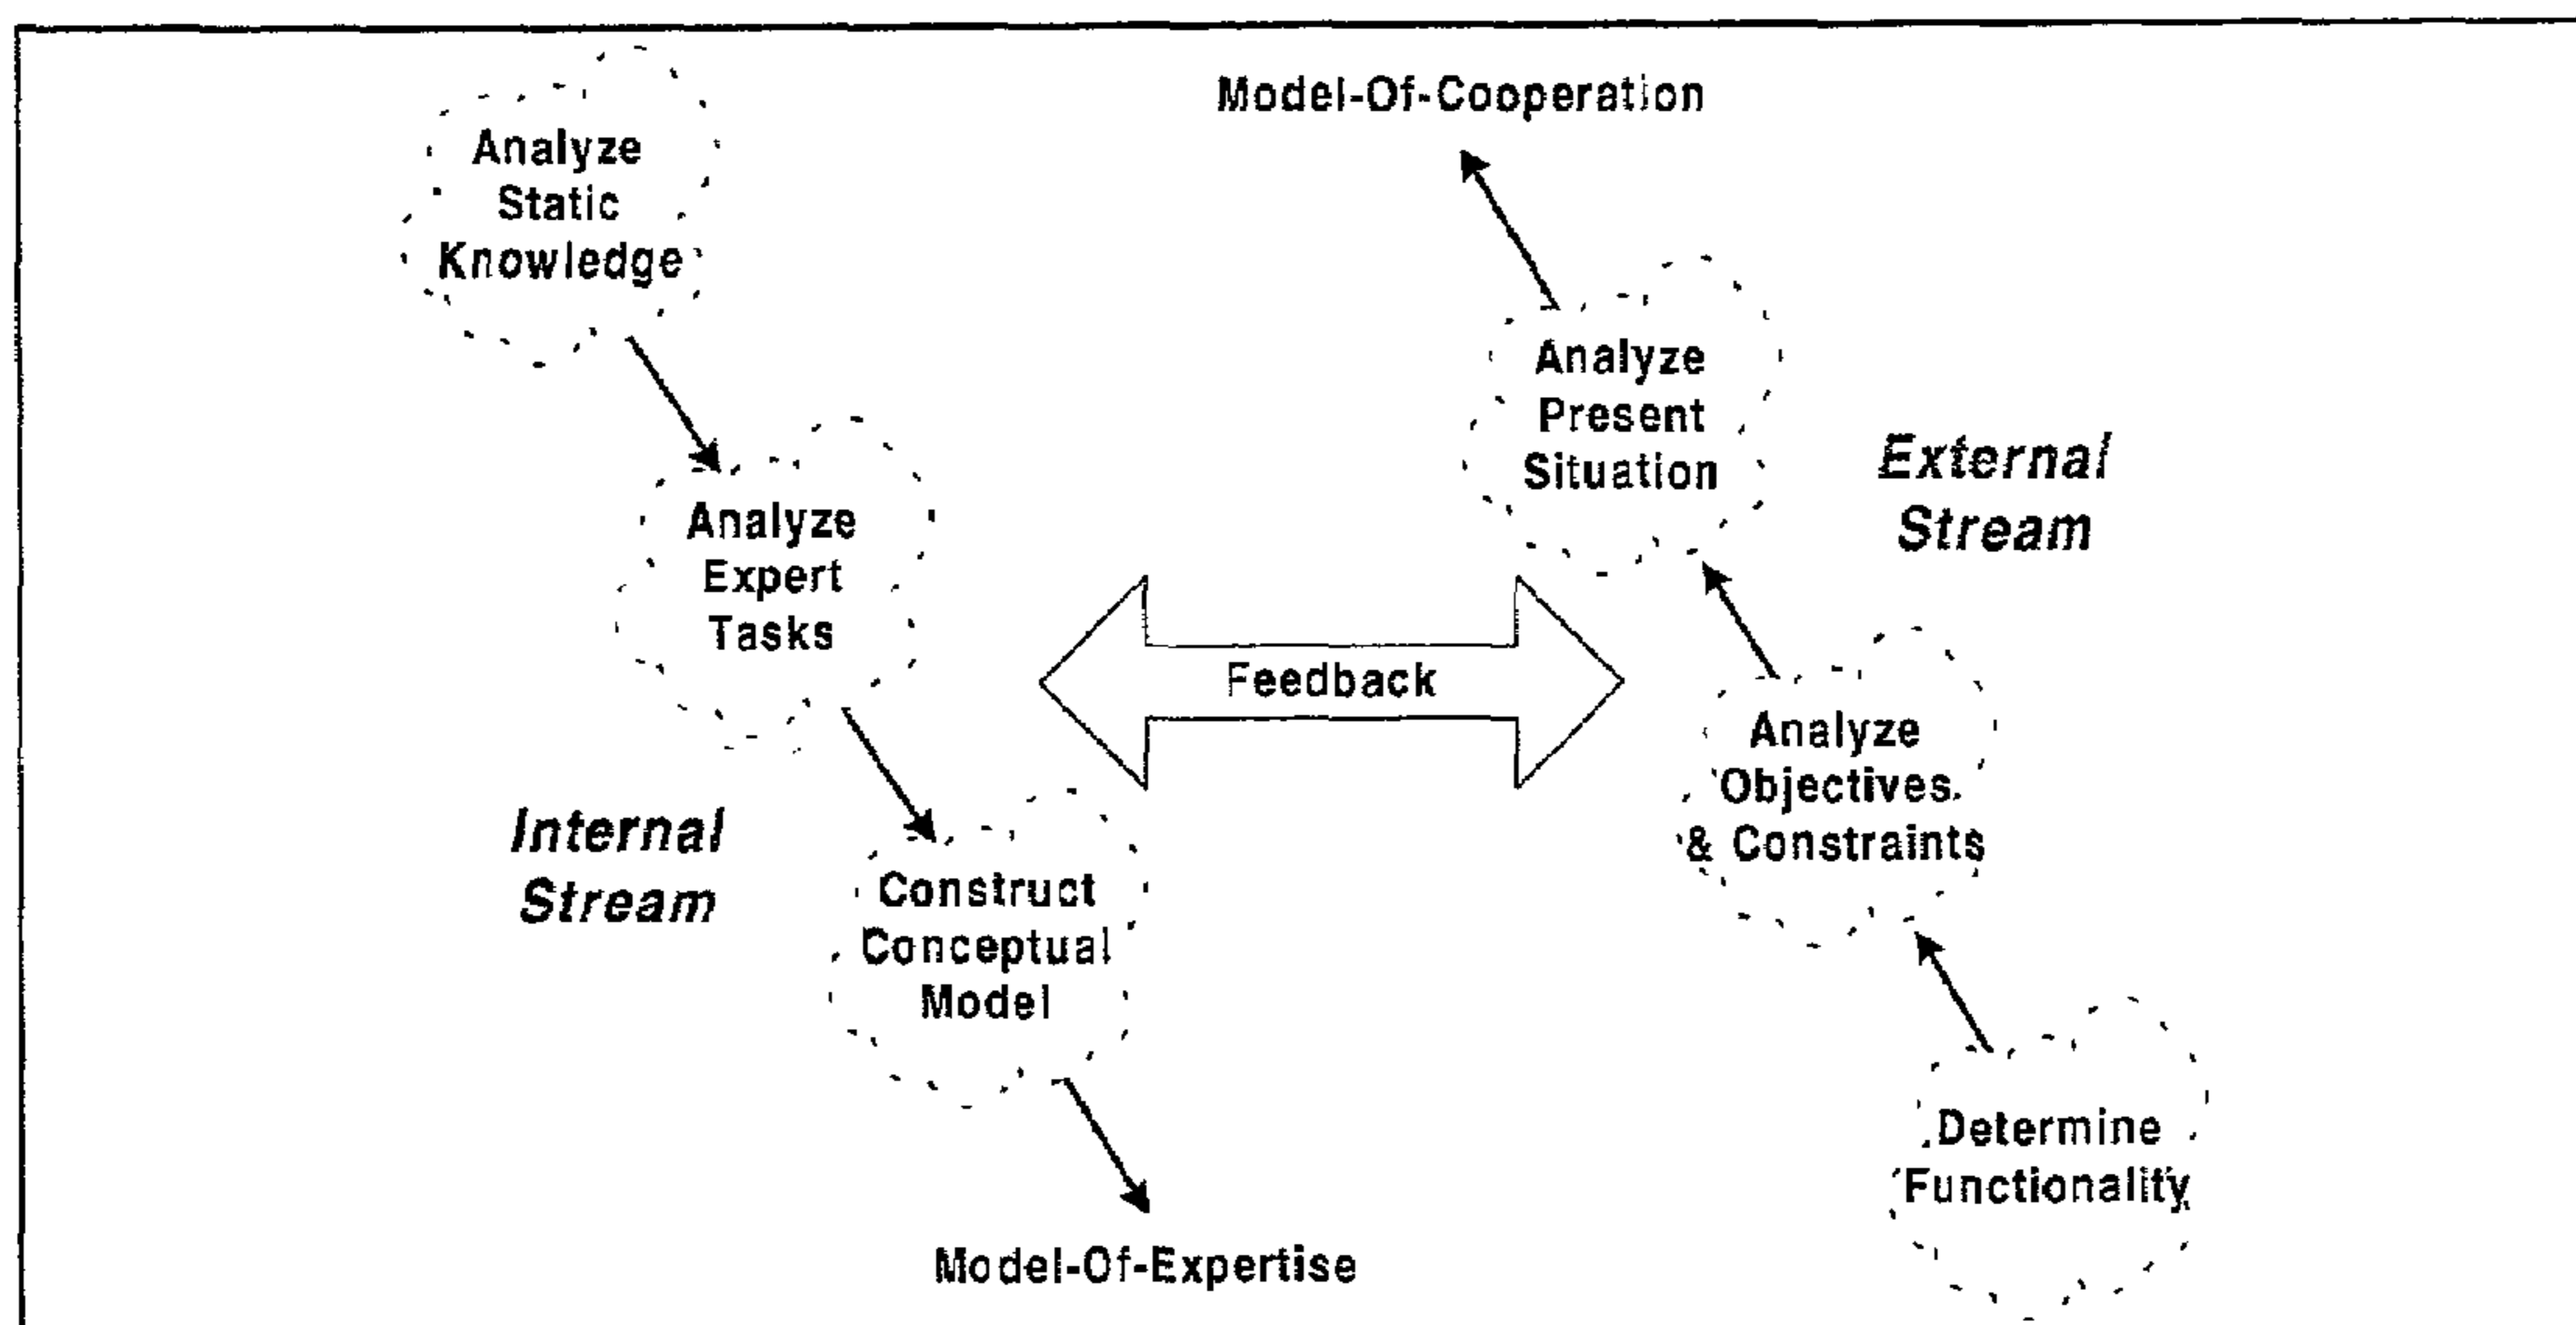 Analyze
Static
Knowledge
Analyze
Expert
Tasks
Internal
Stream
Construct
Conceptual
Model
Model-Of-Expertise
Feedback
Model-Of-Cooperation
Analyze
Present
Situation
External
Stream
Analyze
Objectives
& Constraints
Determine
Functionality